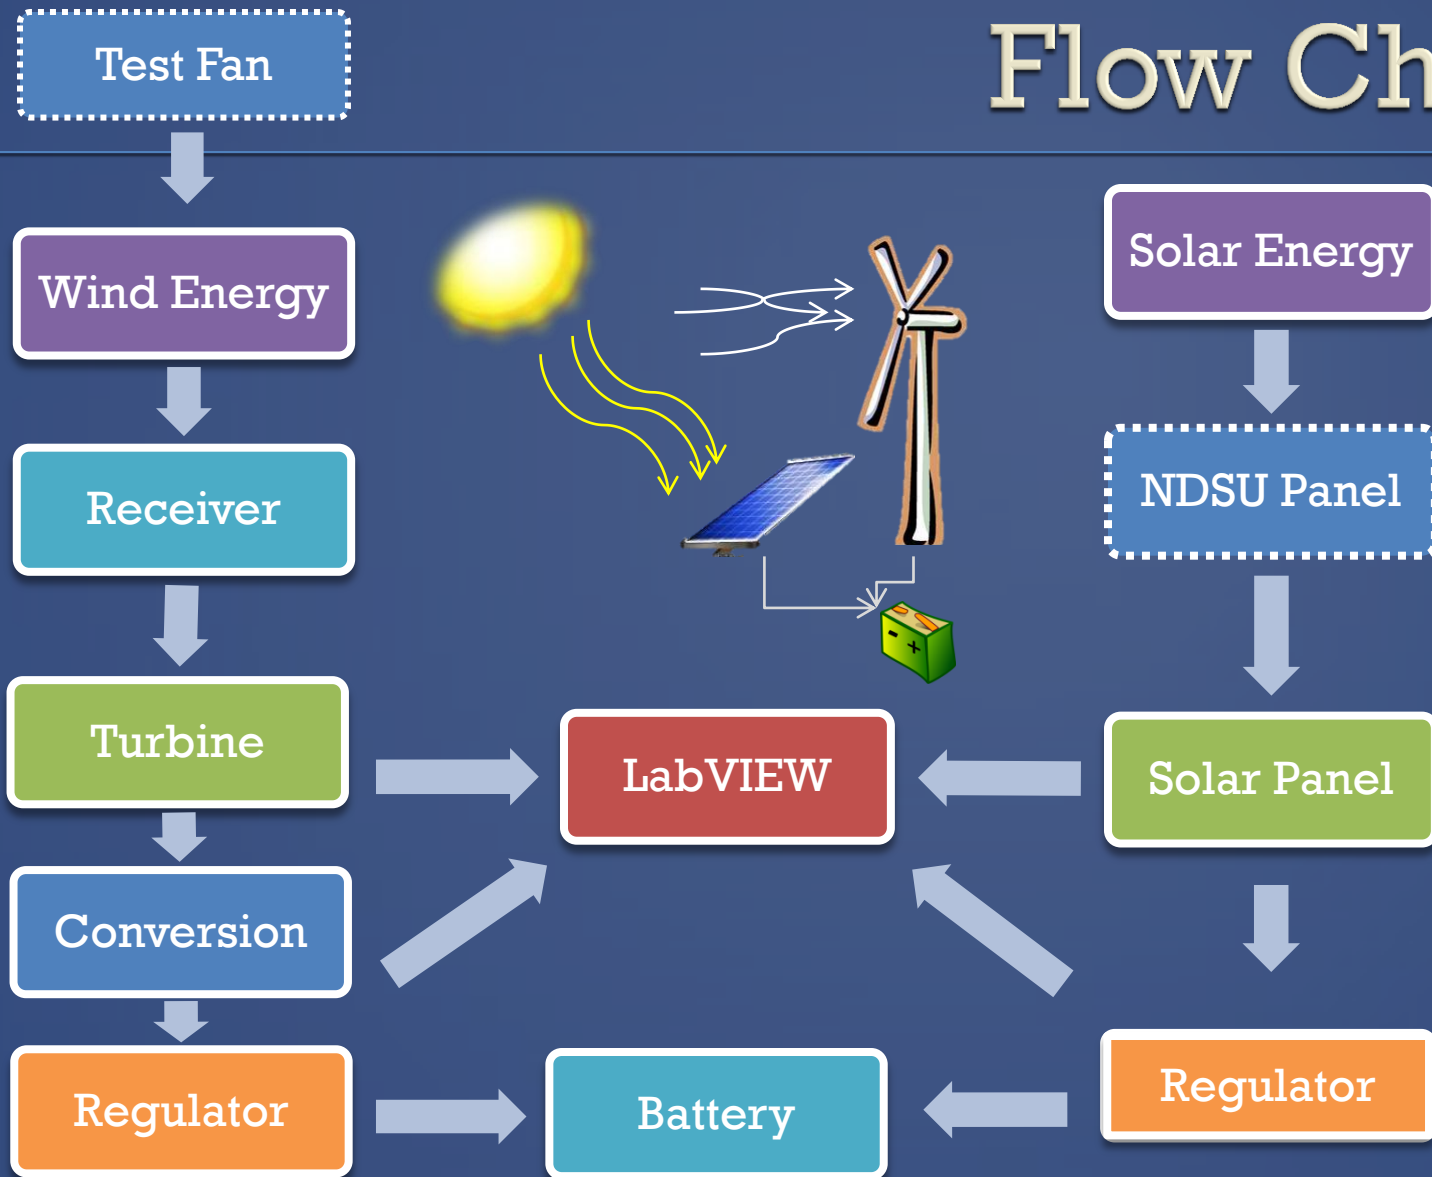 Test Fan
Flow Ch
Wind Energy
Solar Energy
Receiver
NDSU Panel
Turbine
LabVIEW
Solar Panel
Conversion
Regulator
Battery
Regulator
- +